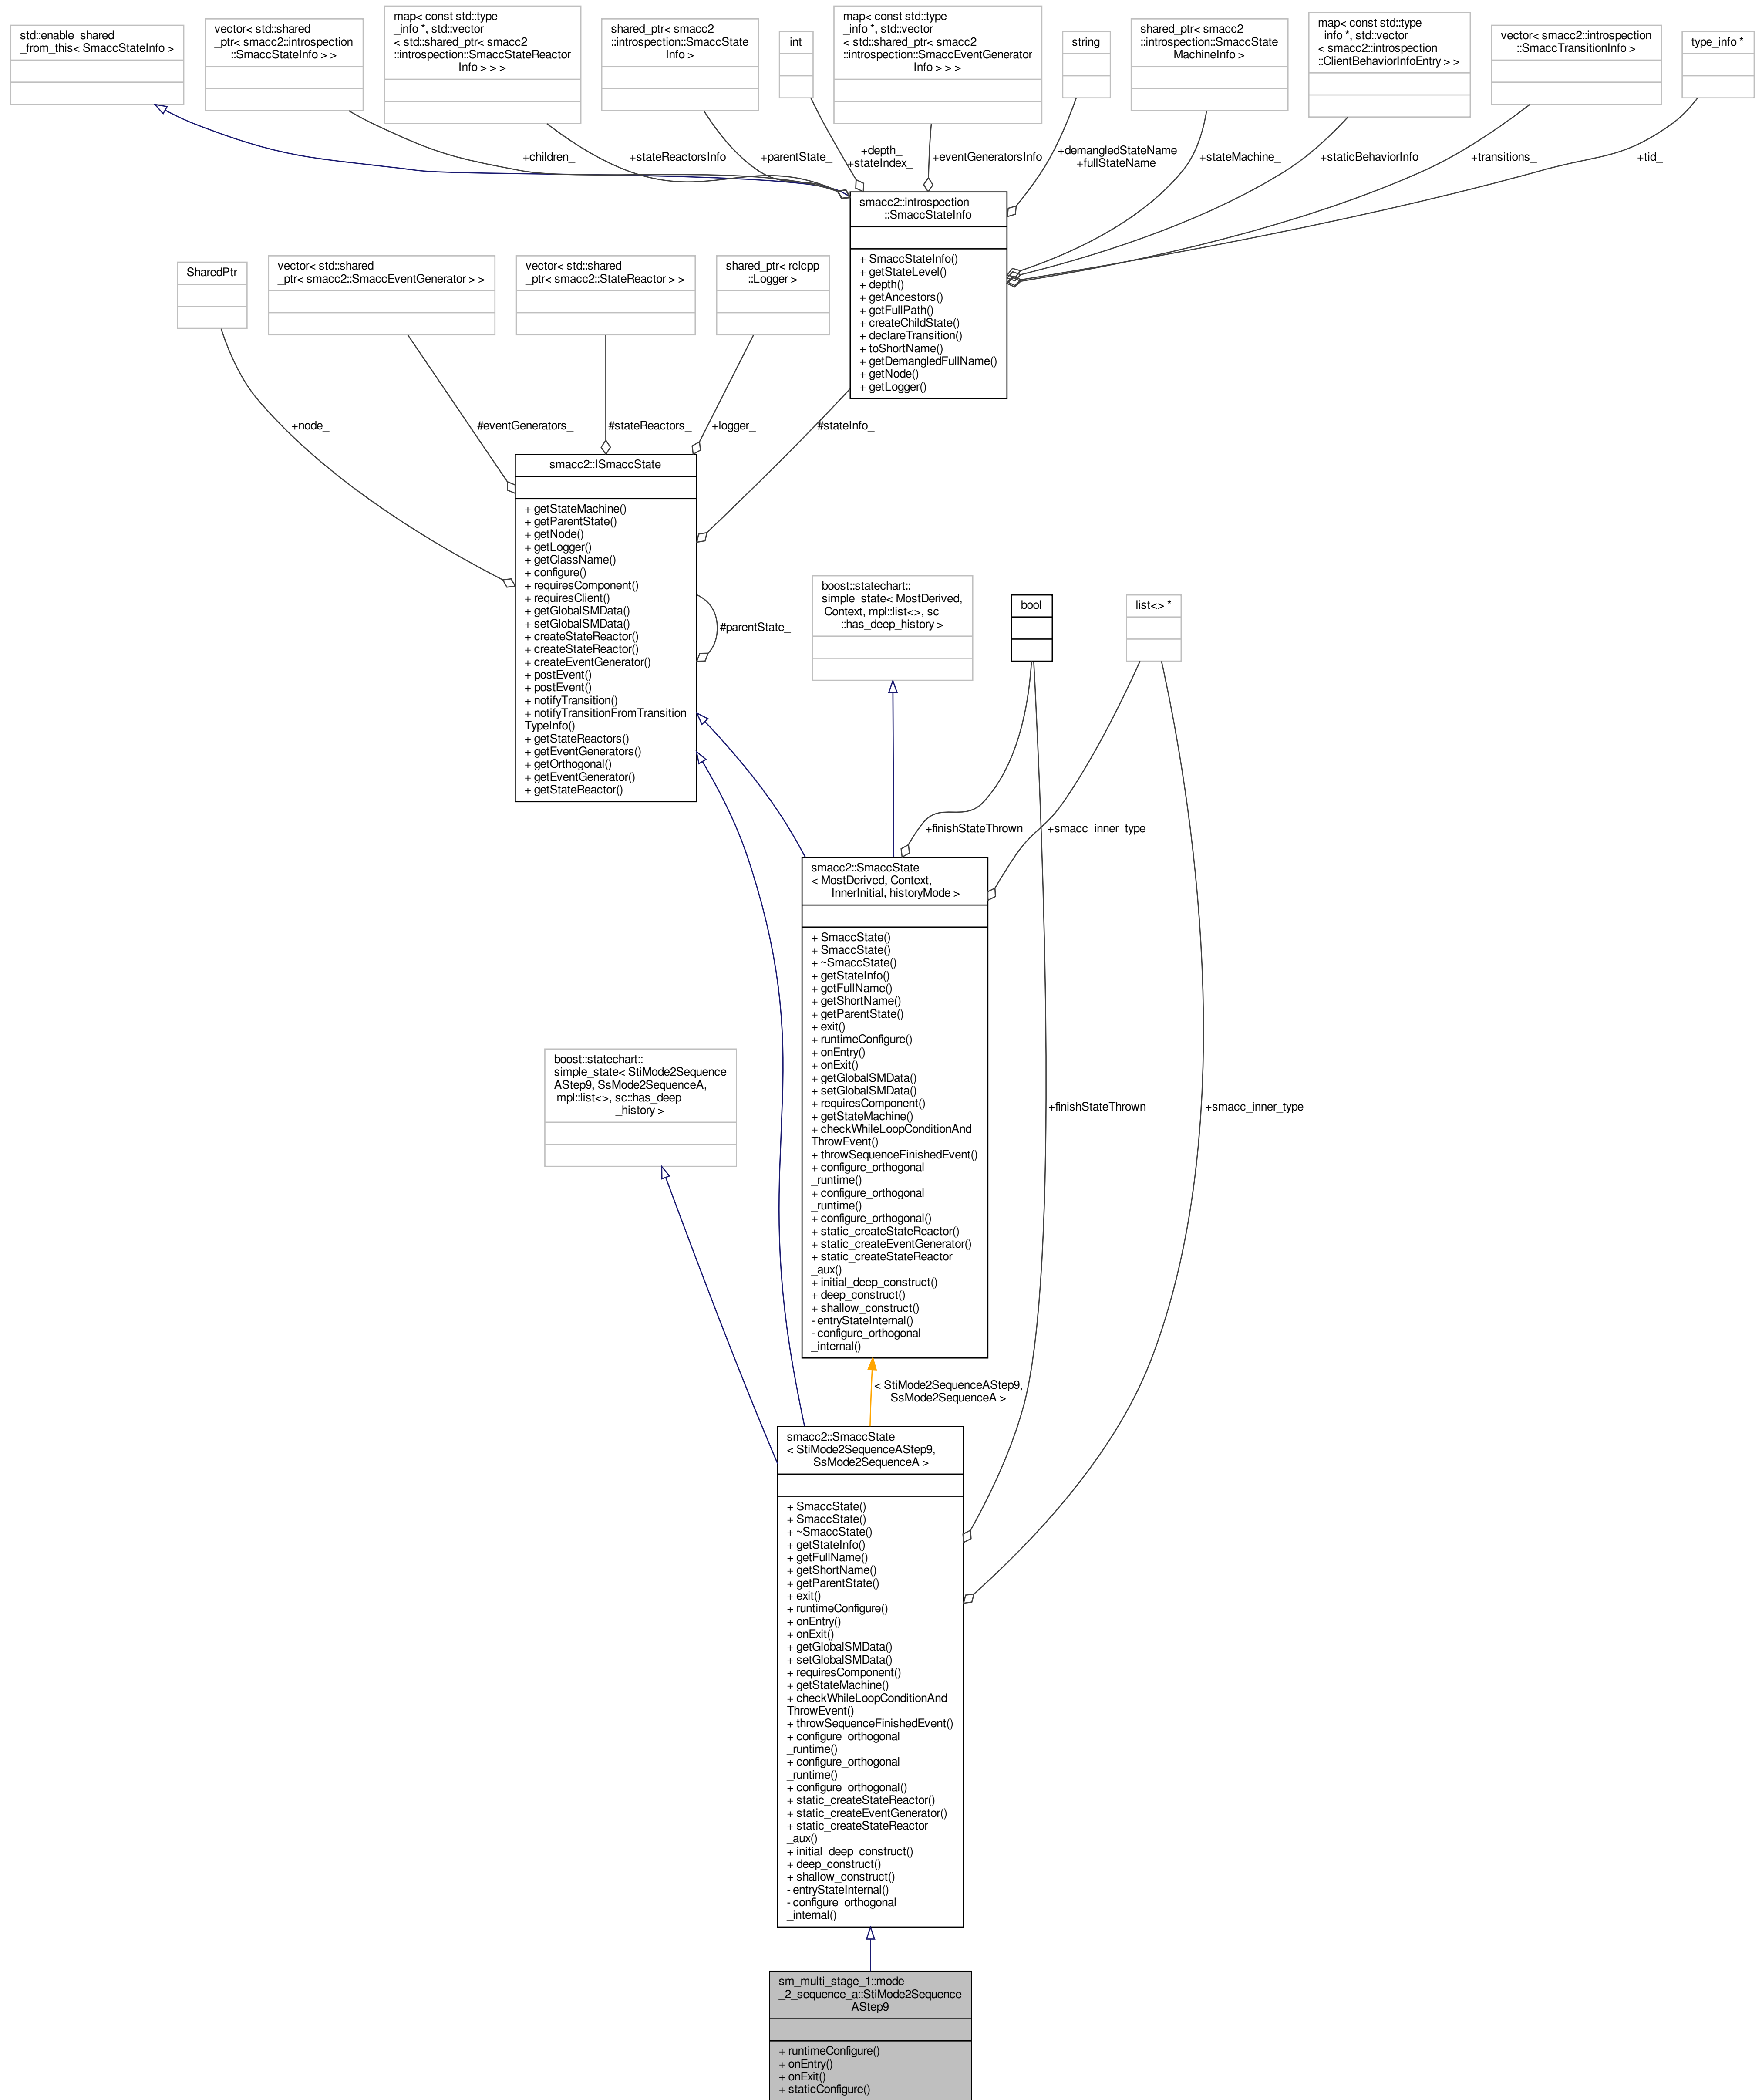 std::enable_shared
_from_this< SmaccStateInfo >
vector< std::shared
_ptr< smacc2::introspection
::SmaccStateInfo > >
map< const std::type
_info *, std::vector
< std::shared_ptr< smacc2
::introspection::SmaccStateReactor
Info > > >
shared_ptr< smacc2
::introspection::SmaccState
Info >
int
map< const std::type
_info *, std::vector
< std::shared_ptr< smacc2
::introspection::SmaccEventGenerator
Info > > >
string
shared_ptr< smacc2
::introspection::SmaccState
MachineInfo >
map< const std::type
_info *, std::vector
< smacc2::introspection
::ClientBehaviorInfoEntry > >
vector< smacc2::introspection
::SmaccTransitionInfo >
type_info *
+children_
+stateReactorsInfo
+parentState_
+depth_
+stateIndex_
+eventGeneratorsInfo
+demangledStateName
+fullStateName
+stateMachine_
+staticBehaviorInfo
+transitions_
+tid_
smacc2::introspection
::SmaccStateInfo
+ SmaccStateInfo()
+ getStateLevel()
+ depth()
+ getAncestors()
+ getFullPath()
+ createChildState()
+ declareTransition()
+ toShortName()
+ getDemangledFullName()
+ getNode()
+ getLogger()
SharedPtr
vector< std::shared
_ptr< smacc2::SmaccEventGenerator > >
vector< std::shared
_ptr< smacc2::StateReactor > >
shared_ptr< rclcpp
::Logger >
+node_
#eventGenerators_
#stateReactors_
+logger_
#stateInfo_
smacc2::ISmaccState
+ getStateMachine()
+ getParentState()
+ getNode()
+ getLogger()
+ getClassName()
+ configure()
+ requiresComponent()
+ requiresClient()
+ getGlobalSMData()
+ setGlobalSMData()
+ createStateReactor()
+ createStateReactor()
+ createEventGenerator()
+ postEvent()
+ postEvent()
+ notifyTransition()
+ notifyTransitionFromTransition
TypeInfo()
+ getStateReactors()
+ getEventGenerators()
+ getOrthogonal()
+ getEventGenerator()
+ getStateReactor()
#parentState_
boost::statechart::
simple_state< MostDerived,
Context, mpl::list<>, sc
::has_deep_history >
bool
list<> *
+finishStateThrown
+smacc_inner_type
smacc2::SmaccState
< MostDerived, Context,
InnerInitial, historyMode >
+ SmaccState()
+ SmaccState()
+ ~SmaccState()
+ getStateInfo()
+ getFullName()
+ getShortName()
+ getParentState()
+ exit()
+ runtimeConfigure()
+ onEntry()
+ onExit()
+ getGlobalSMData()
+ setGlobalSMData()
+ requiresComponent()
+ getStateMachine()
+ checkWhileLoopConditionAnd
ThrowEvent()
+ throwSequenceFinishedEvent()
+ configure_orthogonal
_runtime()
+ configure_orthogonal
_runtime()
+ configure_orthogonal()
+ static_createStateReactor()
+ static_createEventGenerator()
+ static_createStateReactor
_aux()
+ initial_deep_construct()
+ deep_construct()
+ shallow_construct()
- entryStateInternal()
- configure_orthogonal
_internal()
boost::statechart::
simple_state< StiMode2Sequence
AStep9, SsMode2SequenceA,
mpl::list<>, sc::has_deep
_history >
+finishStateThrown
+smacc_inner_type
< StiMode2SequenceAStep9,
SsMode2SequenceA >
smacc2::SmaccState
< StiMode2SequenceAStep9,
SsMode2SequenceA >
+ SmaccState()
+ SmaccState()
+ ~SmaccState()
+ getStateInfo()
+ getFullName()
+ getShortName()
+ getParentState()
+ exit()
+ runtimeConfigure()
+ onEntry()
+ onExit()
+ getGlobalSMData()
+ setGlobalSMData()
+ requiresComponent()
+ getStateMachine()
+ checkWhileLoopConditionAnd
ThrowEvent()
+ throwSequenceFinishedEvent()
+ configure_orthogonal
_runtime()
+ configure_orthogonal
_runtime()
+ configure_orthogonal()
+ static_createStateReactor()
+ static_createEventGenerator()
+ static_createStateReactor
_aux()
+ initial_deep_construct()
+ deep_construct()
+ shallow_construct()
- entryStateInternal()
- configure_orthogonal
_internal()
sm_multi_stage_1::mode
_2_sequence_a::StiMode2Sequence
AStep9
+ runtimeConfigure()
+ onEntry()
+ onExit()
+ staticConfigure()